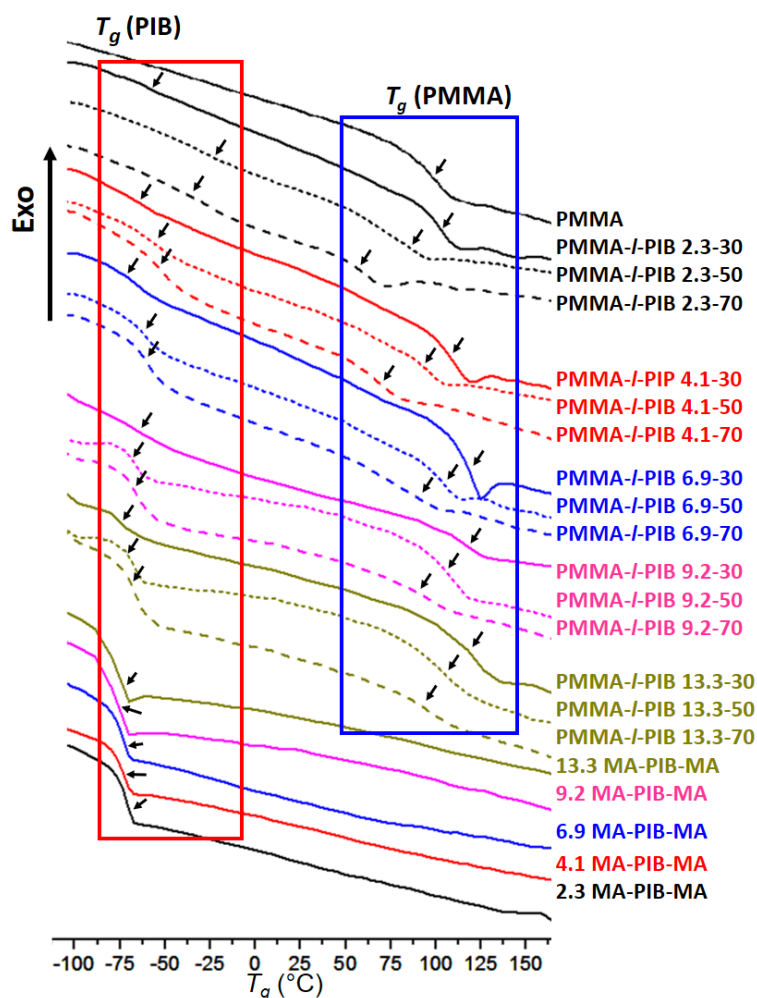 Tg (PIB)
Tg (PMMA)
Exo
PMMA
PMMA-l-PIB 2.3-30
PMMA-l-PIB 2.3-50
PMMA-l-PIB 2.3-70
PMMA-l-PIP 4.1-30
PMMA-l-PIB 4.1-50
PMMA-l-PIB 4.1-70
PMMA-l-PIB 6.9-30
PMMA-l-PIB 6.9-50
PMMA-l-PIB 6.9-70
PMMA-l-PIB 9.2-30
PMMA-l-PIB 9.2-50
PMMA-l-PIB 9.2-70
PMMA-l-PIB 13.3-30
PMMA-l-PIB 13.3-50
PMMA-l-PIB 13.3-70
13.3 MA-PIB-MA
9.2 MA-PIB-MA
6.9 MA-PIB-MA
4.1 MA-PIB-MA
2.3 MA-PIB-MA
-100 -75 -50 -25 0 25 50 75 100 125 150
Tg (°C)